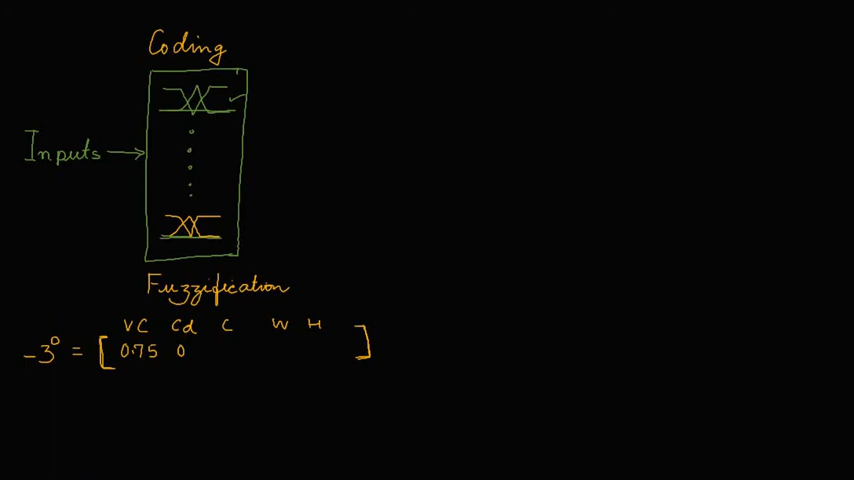 Coding
Inputs
Fuzzification
VC Cd C W H
-3° = [ 0.75 0 ]